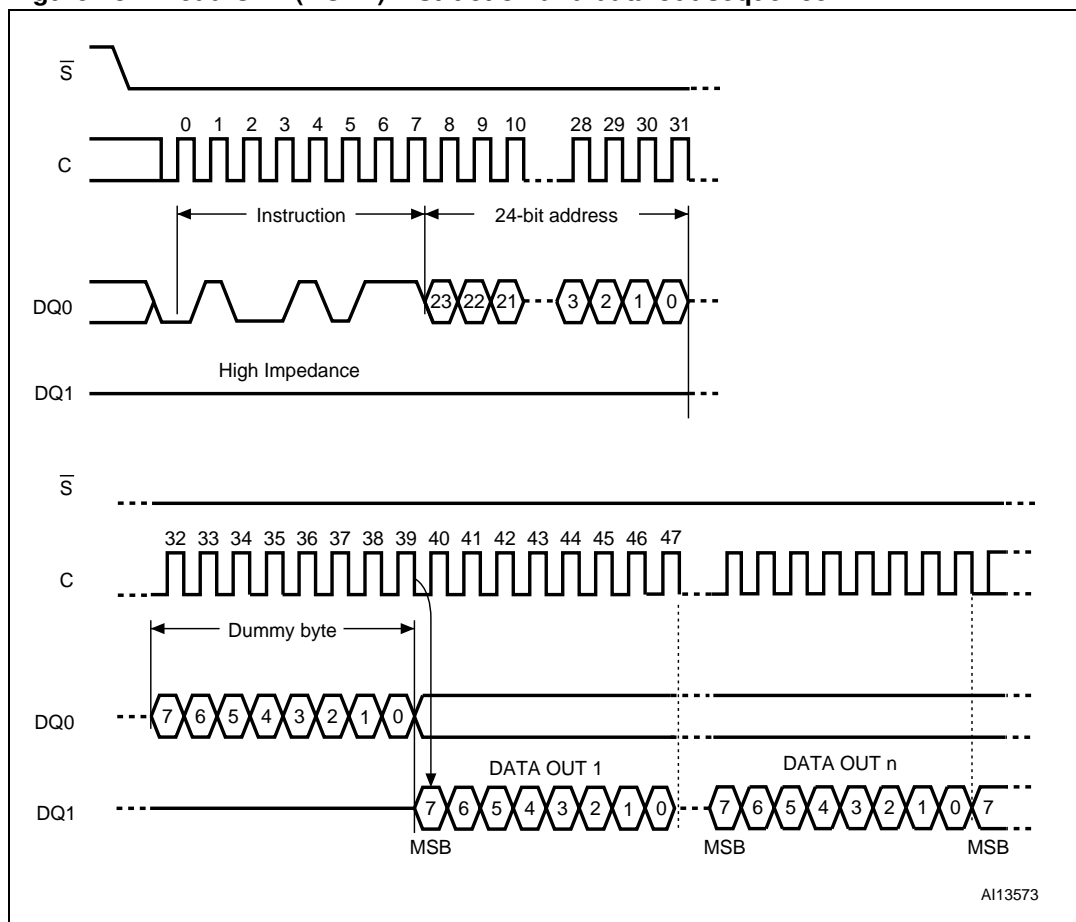 S
0 1 2 3 4 5 6 7 8 9 10 28 29 30 31
C
Instruction 24-bit address
DQ0 23 22 21 3 2 1 0
High Impedance
DQ1
S
32 33 34 35 36 37 38 39 40 41 42 43 44 45 46 47
C
Dummy byte
DQ0 7 6 5 4 3 2 1 0
DATA OUT 1 DATA OUT n
DQ1 7 6 5 4 3 2 1 0 7 6 5 4 3 2 1 0 7
MSB MSB MSB
AI13573